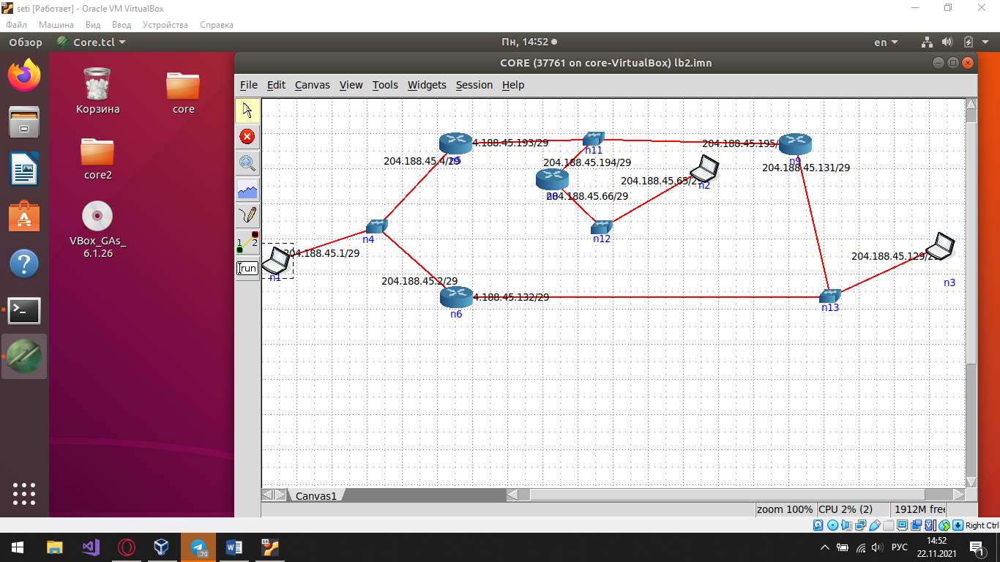 seti [Работает] - Oracle VM VirtualBox
Файл Машина Вид Ввод Устройства Справка
Обзор Core.tcl Пн, 14:52 en
CORE (37761 on core-VirtualBox) lb2.imn
File Edit Canvas View Tools Widgets Session Help
Корзина core
core2
VBox_GAs_
6.1.26
1 2
run
4.188.45.193/29
n11
204.188.45.195/
204.188.45.4/29
204.188.45.194/29
n9
204.188.45.131/29
204.188.45.65/2
n2
204.188.45.66/29
n4
n12
204.188.45.1/29
204.188.45.129/2
n1
204.188.45.2/29
n3
4.188.45.132/29
n13
n6
Canvas1
zoom 100% CPU 2% (2) 1912M free
Right Ctrl
64
.70
РУС
14:52
22.11.2021
1